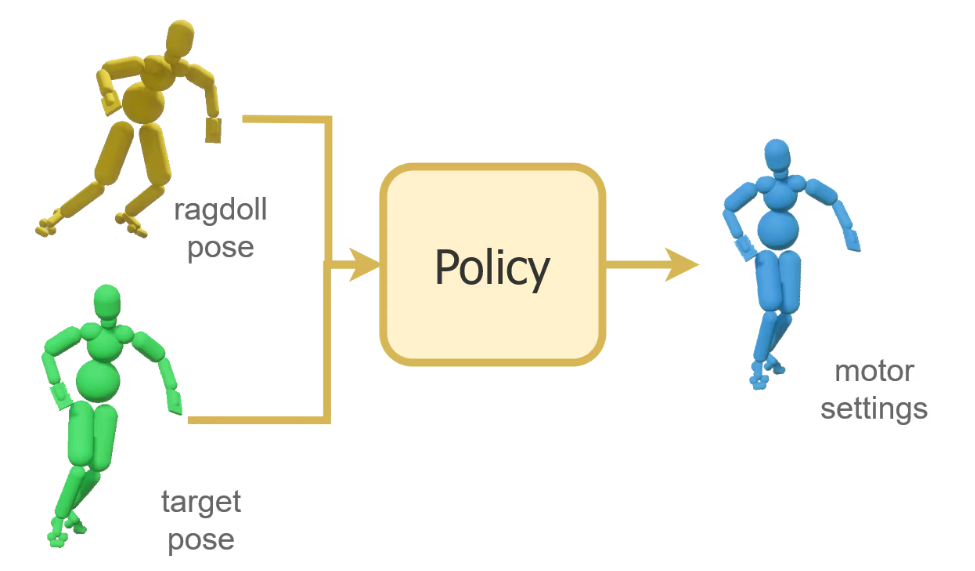 ragdoll
pose
Policy
motor
settings
target
pose